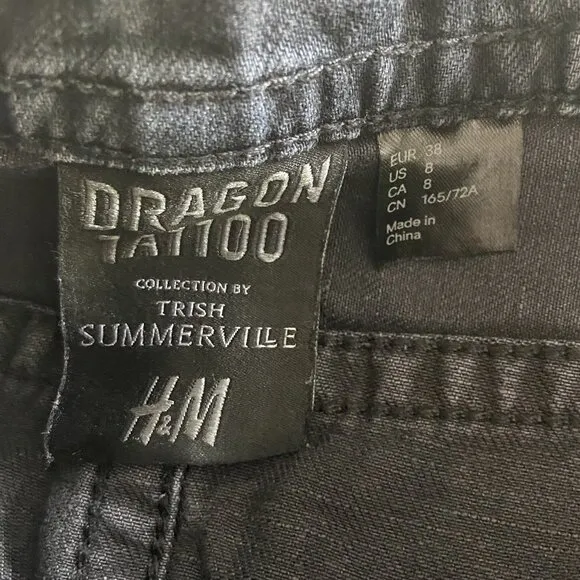 DRAGON
TATTOO
COLLECTION BY
TRISH
SUMMERVILLE
H&M
EUR 38
US 8
CA 8
CN 165/72A
Made in
China